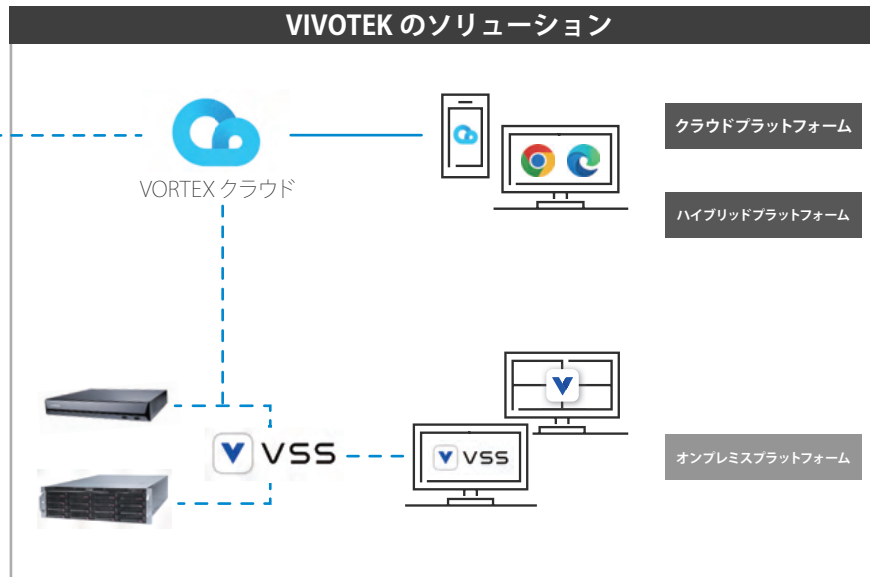 VIVOTEK のソリューション
クラウドプラットフォーム
VORTEX クラウド
ハイブリッドプラットフォーム
VSS
VSS
オンプレミスプラットフォーム